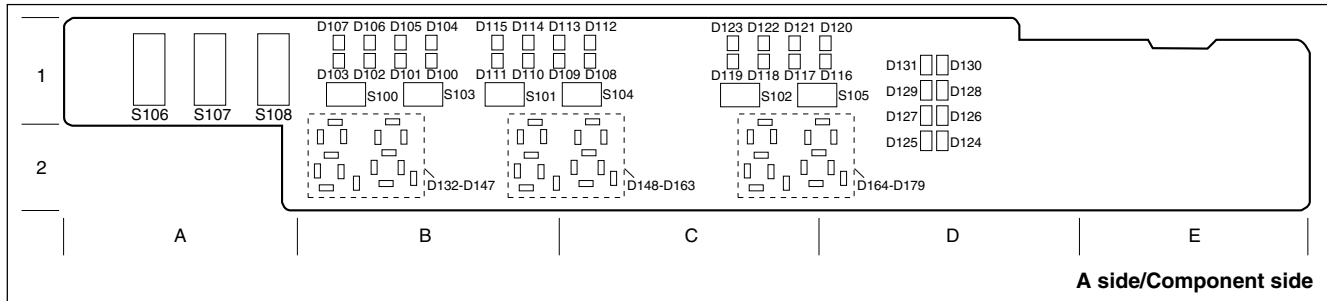 D107 D106 D105 D104 D115 D114 D113 D112 D123 D122 D121 D120
D131 D130
1
D103 D102 D101 D100 D111 D110 D109 D108 D119 D118 D117 D116
D129 D128
S100 S103 S101 S104 S102 S105
S106 S107 S108
D127 D126
D125 D124
2
D132-D147 D148-D163 D164-D179
A B C D E
A side/Component side